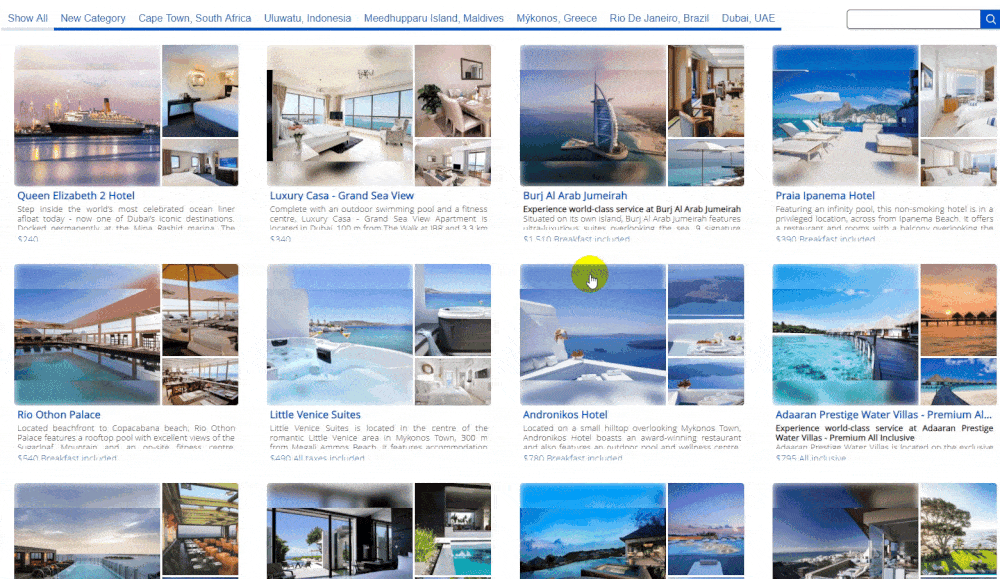 Show All New Category Cape Town, South Africa Uluwatu, Indonesia Meedhupparu Island, Maldives Mýkonos, Greece Rio De Janeiro, Brazil Dubai, UAE
Queen Elizabeth 2 Hotel
Step inside the world's most celebrated ocean liner
afloat today - now one of Dubai's iconic destinations.
Docked permanently at the Mina Rashid marina, The
$240
Luxury Casa - Grand Sea View
Complete with an outdoor swimming pool and a fitness
centre, Luxury Casa - Grand Sea View Apartment is
located in Dubai, 100 m from The Walk at JBR and 3.3 km
$340
Burj Al Arab Jumeirah
Experience world-class service at Burj Al Arab Jumeirah
Situated on its own island, Burj Al Arab Jumeirah features
ultra-luxurious suites overlooking the sea, 9 signature
$1,510 Breakfast included
Praia Ipanema Hotel
Featuring an infinity pool, this non-smoking hotel is in a
privileged location, across from Ipanema Beach. It offers
a restaurant and rooms with a balcony overlooking the
$390 Breakfast included
Rio Othon Palace
Located beachfront to Copacabana beach, Rio Othon
Palace features a rooftop pool with excellent views of the
Sugarloaf Mountain and an on-site fitness centre.
$540 Breakfast included
Little Venice Suites
Little Venice Suites is located in the centre of the
romantic Little Venice area in Mykonos Town, 300 m
from Megali Ammos Beach. It features accommodation
$490 All taxes included
Andronikos Hotel
Located on a small hilltop overlooking Mykonos Town,
Andronikos Hotel boasts an award-winning restaurant
and also features an outdoor pool and wellness centre.
$780 Breakfast included
Adaaran Prestige Water Villas - Premium Al...
Experience world-class service at Adaaran Prestige
Water Villas - Premium All Inclusive
Adaaran Prestige Water Villas is located on the exclusive
$795 All inclusive